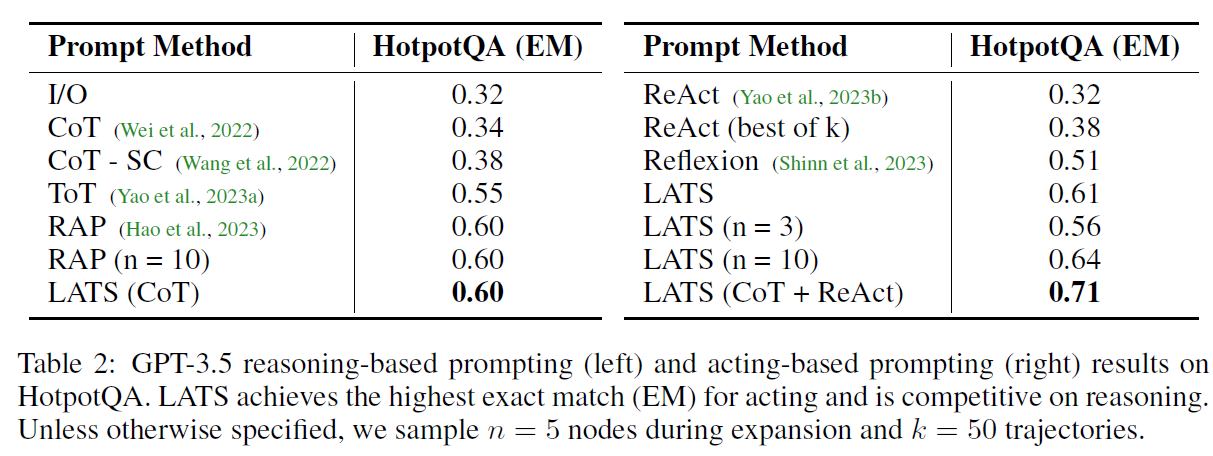 Prompt Method HotpotQA (EM)
I/O 0.32
CoT (Wei et al., 2022) 0.34
CoT - SC (Wang et al., 2022) 0.38
ToT (Yao et al., 2023a) 0.55
RAP (Hao et al., 2023) 0.60
RAP (n = 10) 0.60
LATS (CoT) 0.60
Prompt Method HotpotQA (EM)
ReAct (Yao et al., 2023b) 0.32
ReAct (best of k) 0.38
Reflexion (Shinn et al., 2023) 0.51
LATS 0.61
LATS (n = 3) 0.56
LATS (n = 10) 0.64
LATS (CoT + ReAct) 0.71
Table 2: GPT-3.5 reasoning-based prompting (left) and acting-based prompting (right) results on
HotpotQA. LATS achieves the highest exact match (EM) for acting and is competitive on reasoning.
Unless otherwise specified, we sample n = 5 nodes during expansion and k = 50 trajectories.